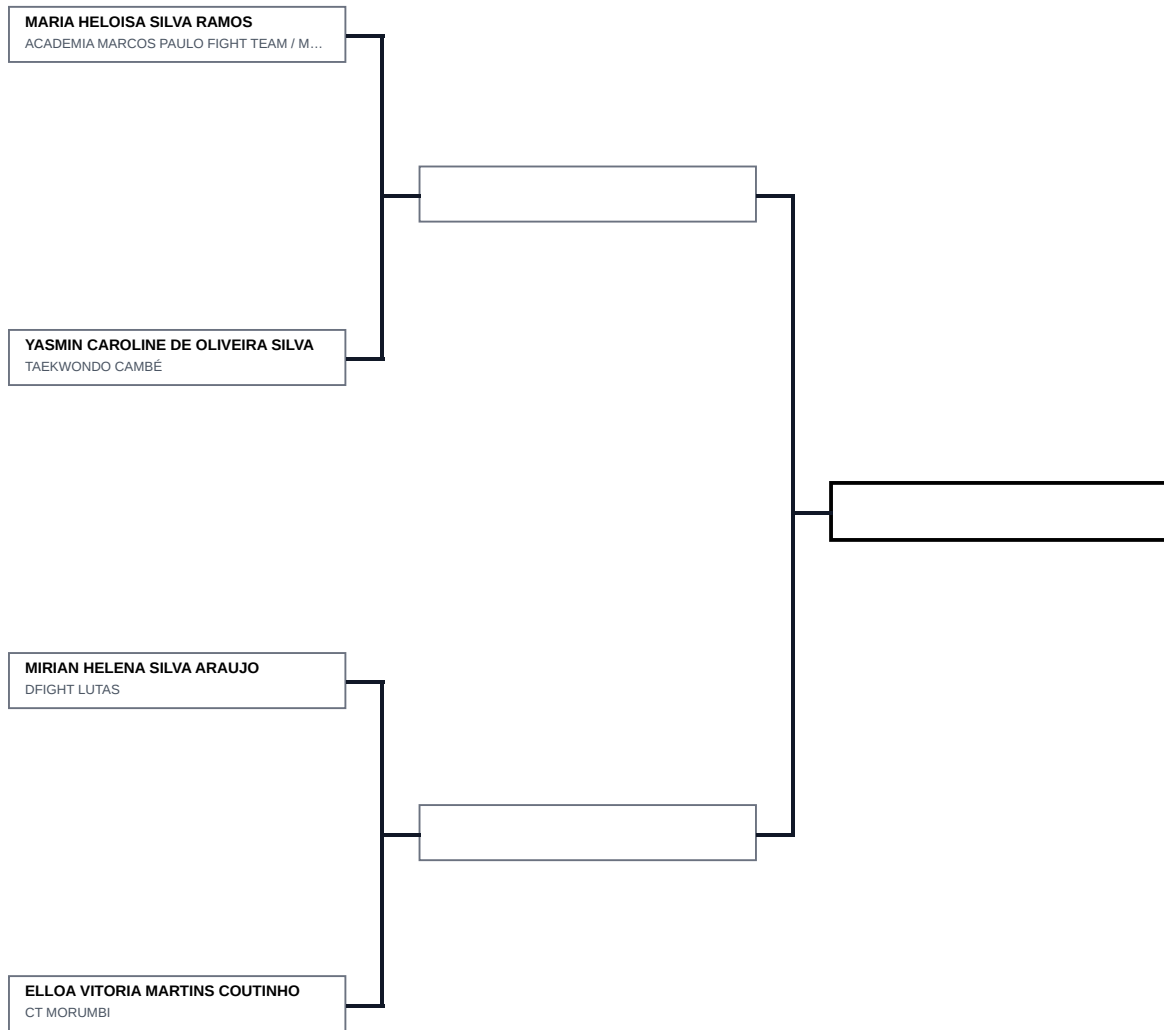 MARIA HELOISA SILVA RAMOS
ACADEMIA MARCOS PAULO FIGHT TEAM / M...
YASMIN CAROLINE DE OLIVEIRA SILVA
TAEKWONDO CAMBÉ
MIRIAN HELENA SILVA ARAUJO
DFIGHT LUTAS
ELLOA VITORIA MARTINS COUTINHO
CT MORUMBI